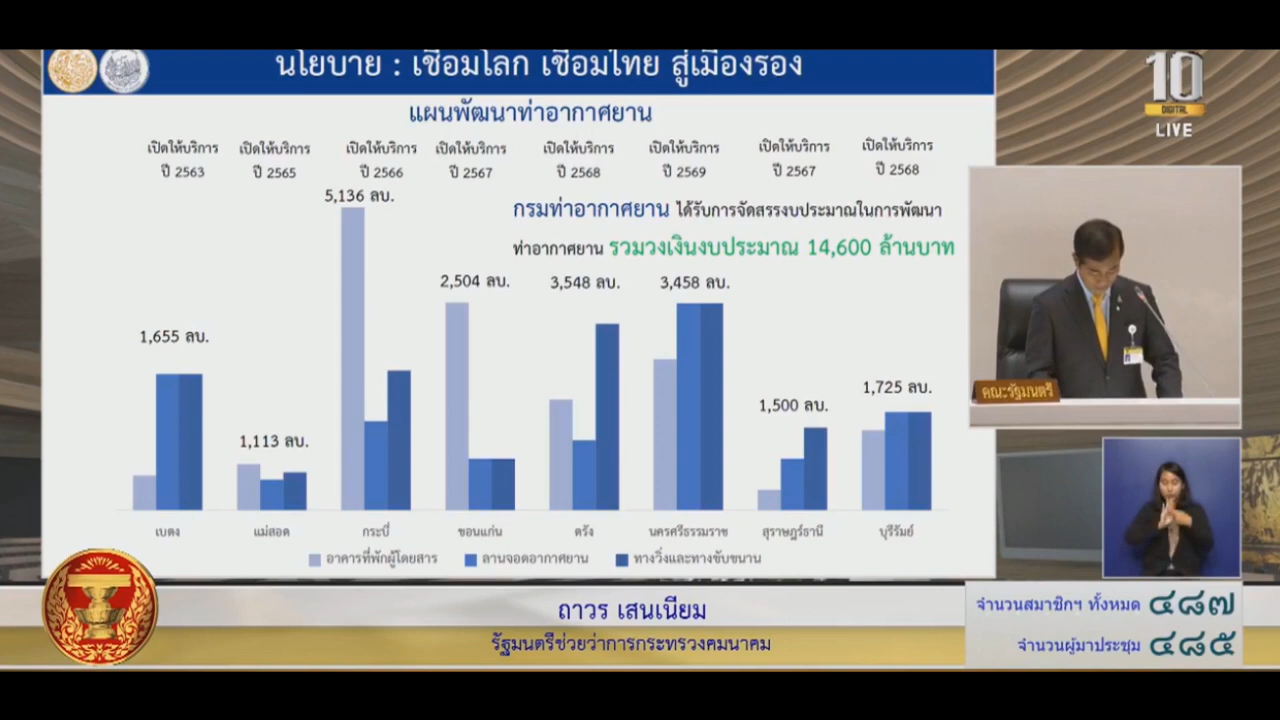 นโยบาย : เชื่อมโลก เชื่อมไทย สู่เมืองรอง
แผนพัฒนาท่าอากาศยาน
เปิดให้บริการ ปี 2563
เปิดให้บริการ ปี 2565
เปิดให้บริการ ปี 2566
เปิดให้บริการ ปี 2567
เปิดให้บริการ ปี 2568
เปิดให้บริการ ปี 2569
เปิดให้บริการ ปี 2567
เปิดให้บริการ ปี 2568
กรมท่าอากาศยาน ได้รับการจัดสรรงบประมาณในการพัฒนา
ท่าอากาศยาน รวมวงเงินงบประมาณ 14,600 ล้านบาท
1,655 ลบ.
1,113 ลบ.
5,136 ลบ.
2,504 ลบ.
3,548 ลบ.
3,458 ลบ.
1,500 ลบ.
1,725 ลบ.
เบตง
แม่สอด
กระบี่
ขอนแก่น
ตรัง
นครศรีธรรมราช
สุราษฎร์ธานี
บุรีรัมย์
อาคารที่พักผู้โดยสาร
ลานจอดอากาศยาน
ทางวิ่งและทางขับขนาน
10
DIGITAL
LIVE
คณะรัฐมนตรี
ถาวร เสนเนียม
รัฐมนตรีช่วยว่าการกระทรวงคมนาคม
จำนวนสมาชิกฯ ทั้งหมด ๔๘๗
จำนวนผู้มาประชุม ๔๘๕